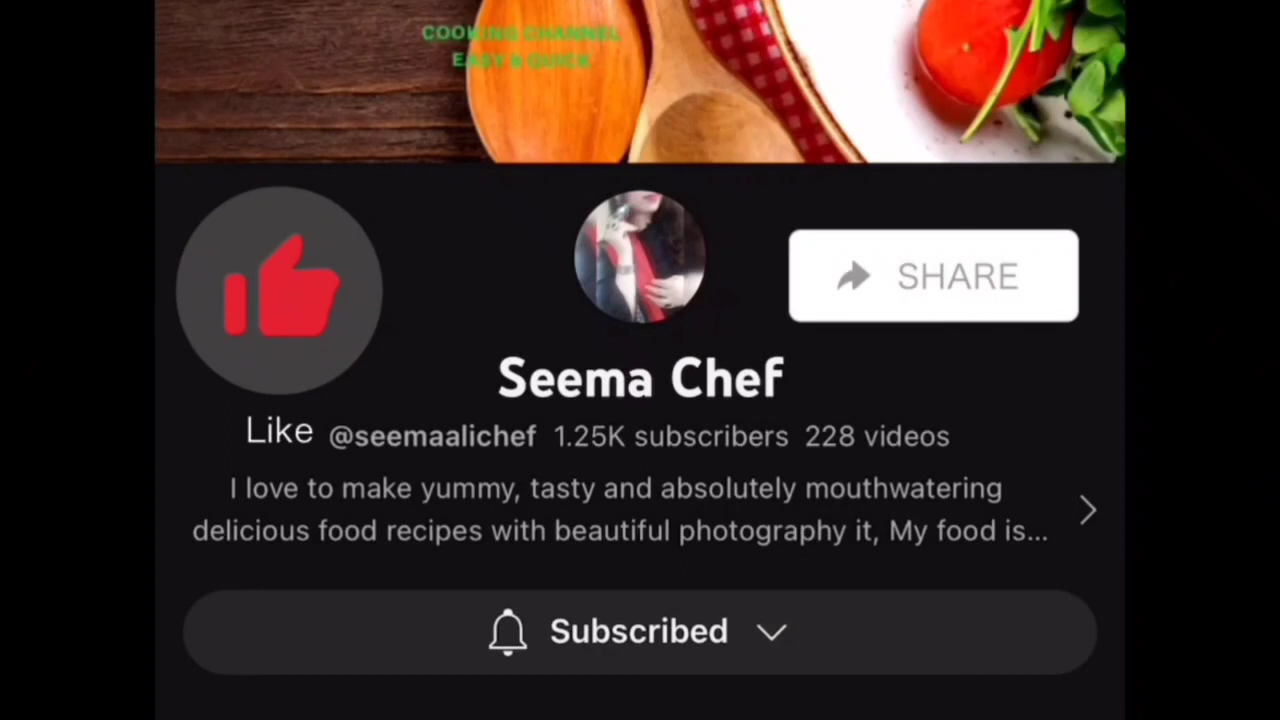 COOKING CHANNEL
EASY & QUICK
SHARE
Seema Chef
Like @seemaalichef 1.25K subscribers 228 videos
I love to make yummy, tasty and absolutely mouthwatering
delicious food recipes with beautiful photography it, My food is...
Subscribed